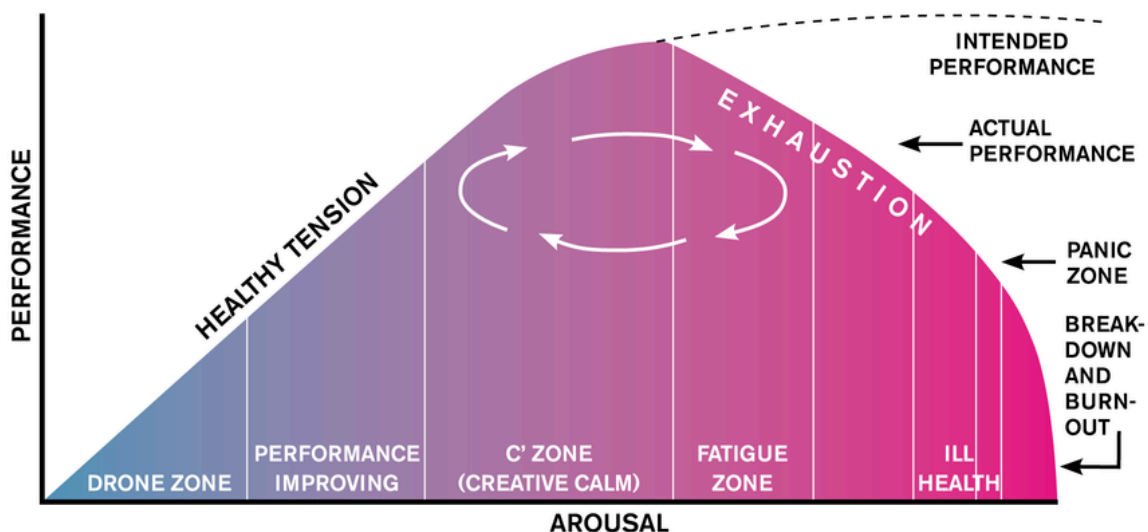 INTENDED
PERFORMANCE
EXHAUSTION
ACTUAL
PERFORMANCE
HEALTHY TENSION
PERFORMANCE
PANIC
ZONE
BREAK-
DOWN
AND
BURN-
OUT
DRONE ZONE
PERFORMANCE
IMPROVING
C' ZONE
(CREATIVE CALM)
FATIGUE
ZONE
ILL
HEALTH
AROUSAL